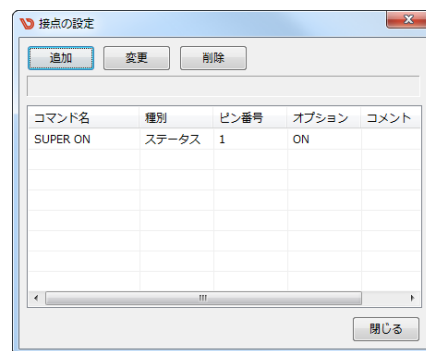 接点の設定
追加 変更 削除
コマンド名 種別 ピン番号 オプション コメント
SUPER ON ステータス 1 ON
閉じる